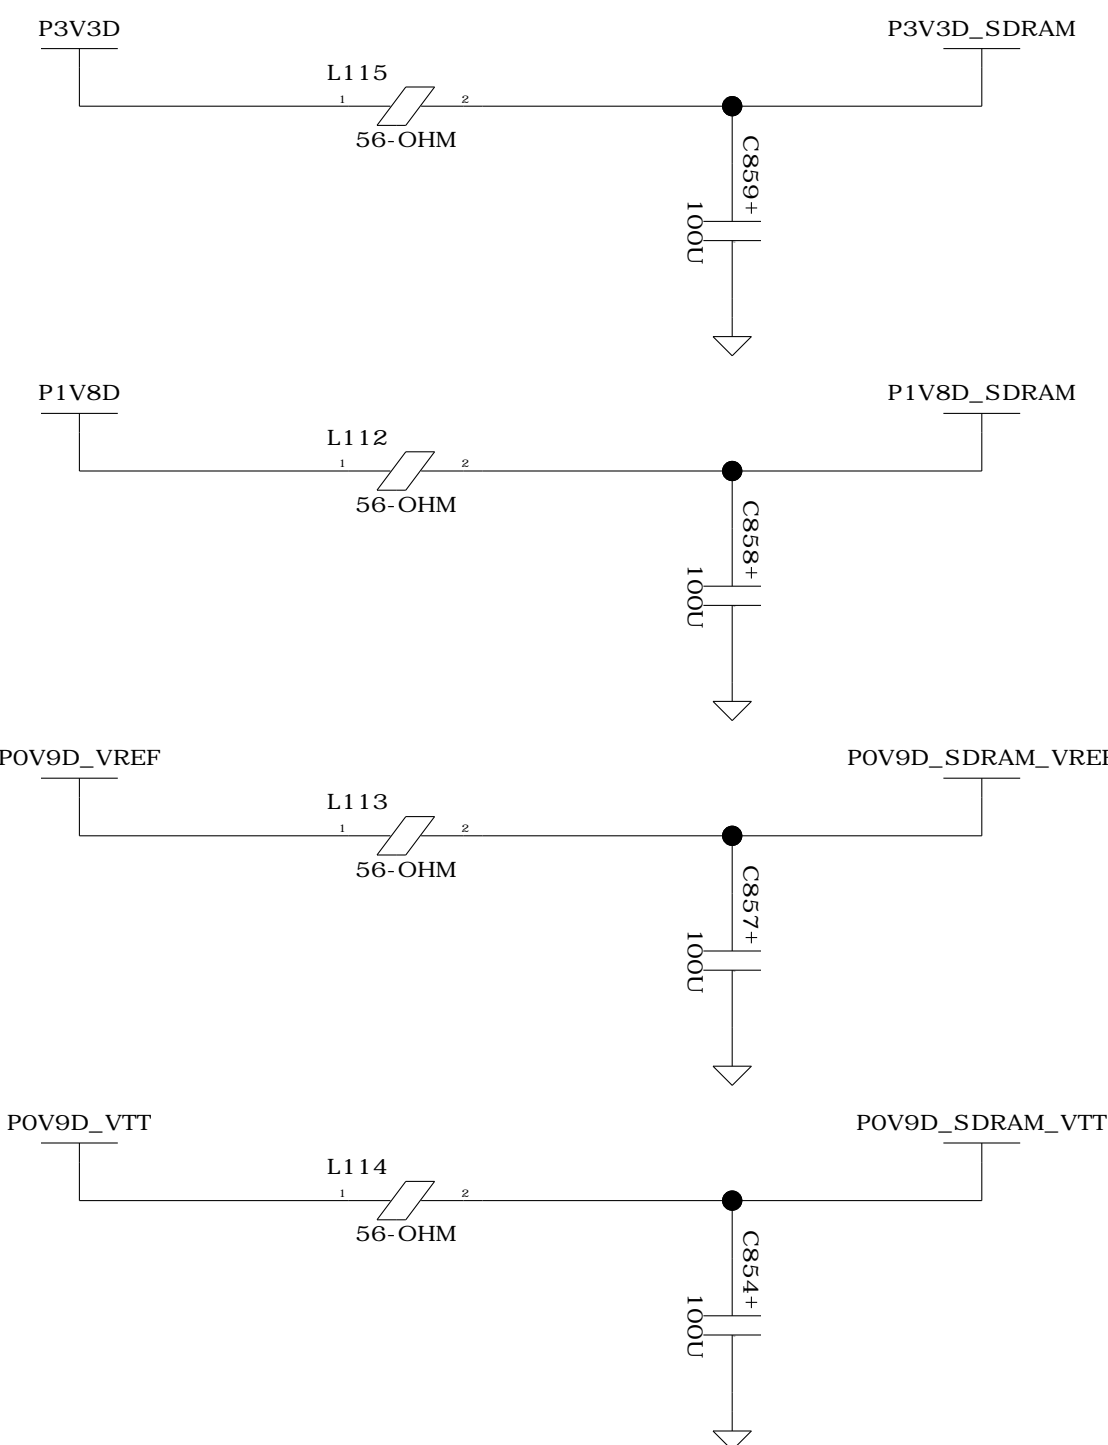 P3V3D
P3V3D_SDRAM
L115
1
2
56-OHM
C859+
100U
P1V8D
P1V8D_SDRAM
L112
1
2
56-OHM
C858+
100U
P0V9D_VREF
P0V9D_SDRAM_VREF
L113
1
2
56-OHM
C857+
100U
P0V9D_VTT
P0V9D_SDRAM_VTT
L114
1
2
56-OHM
C854+
100U